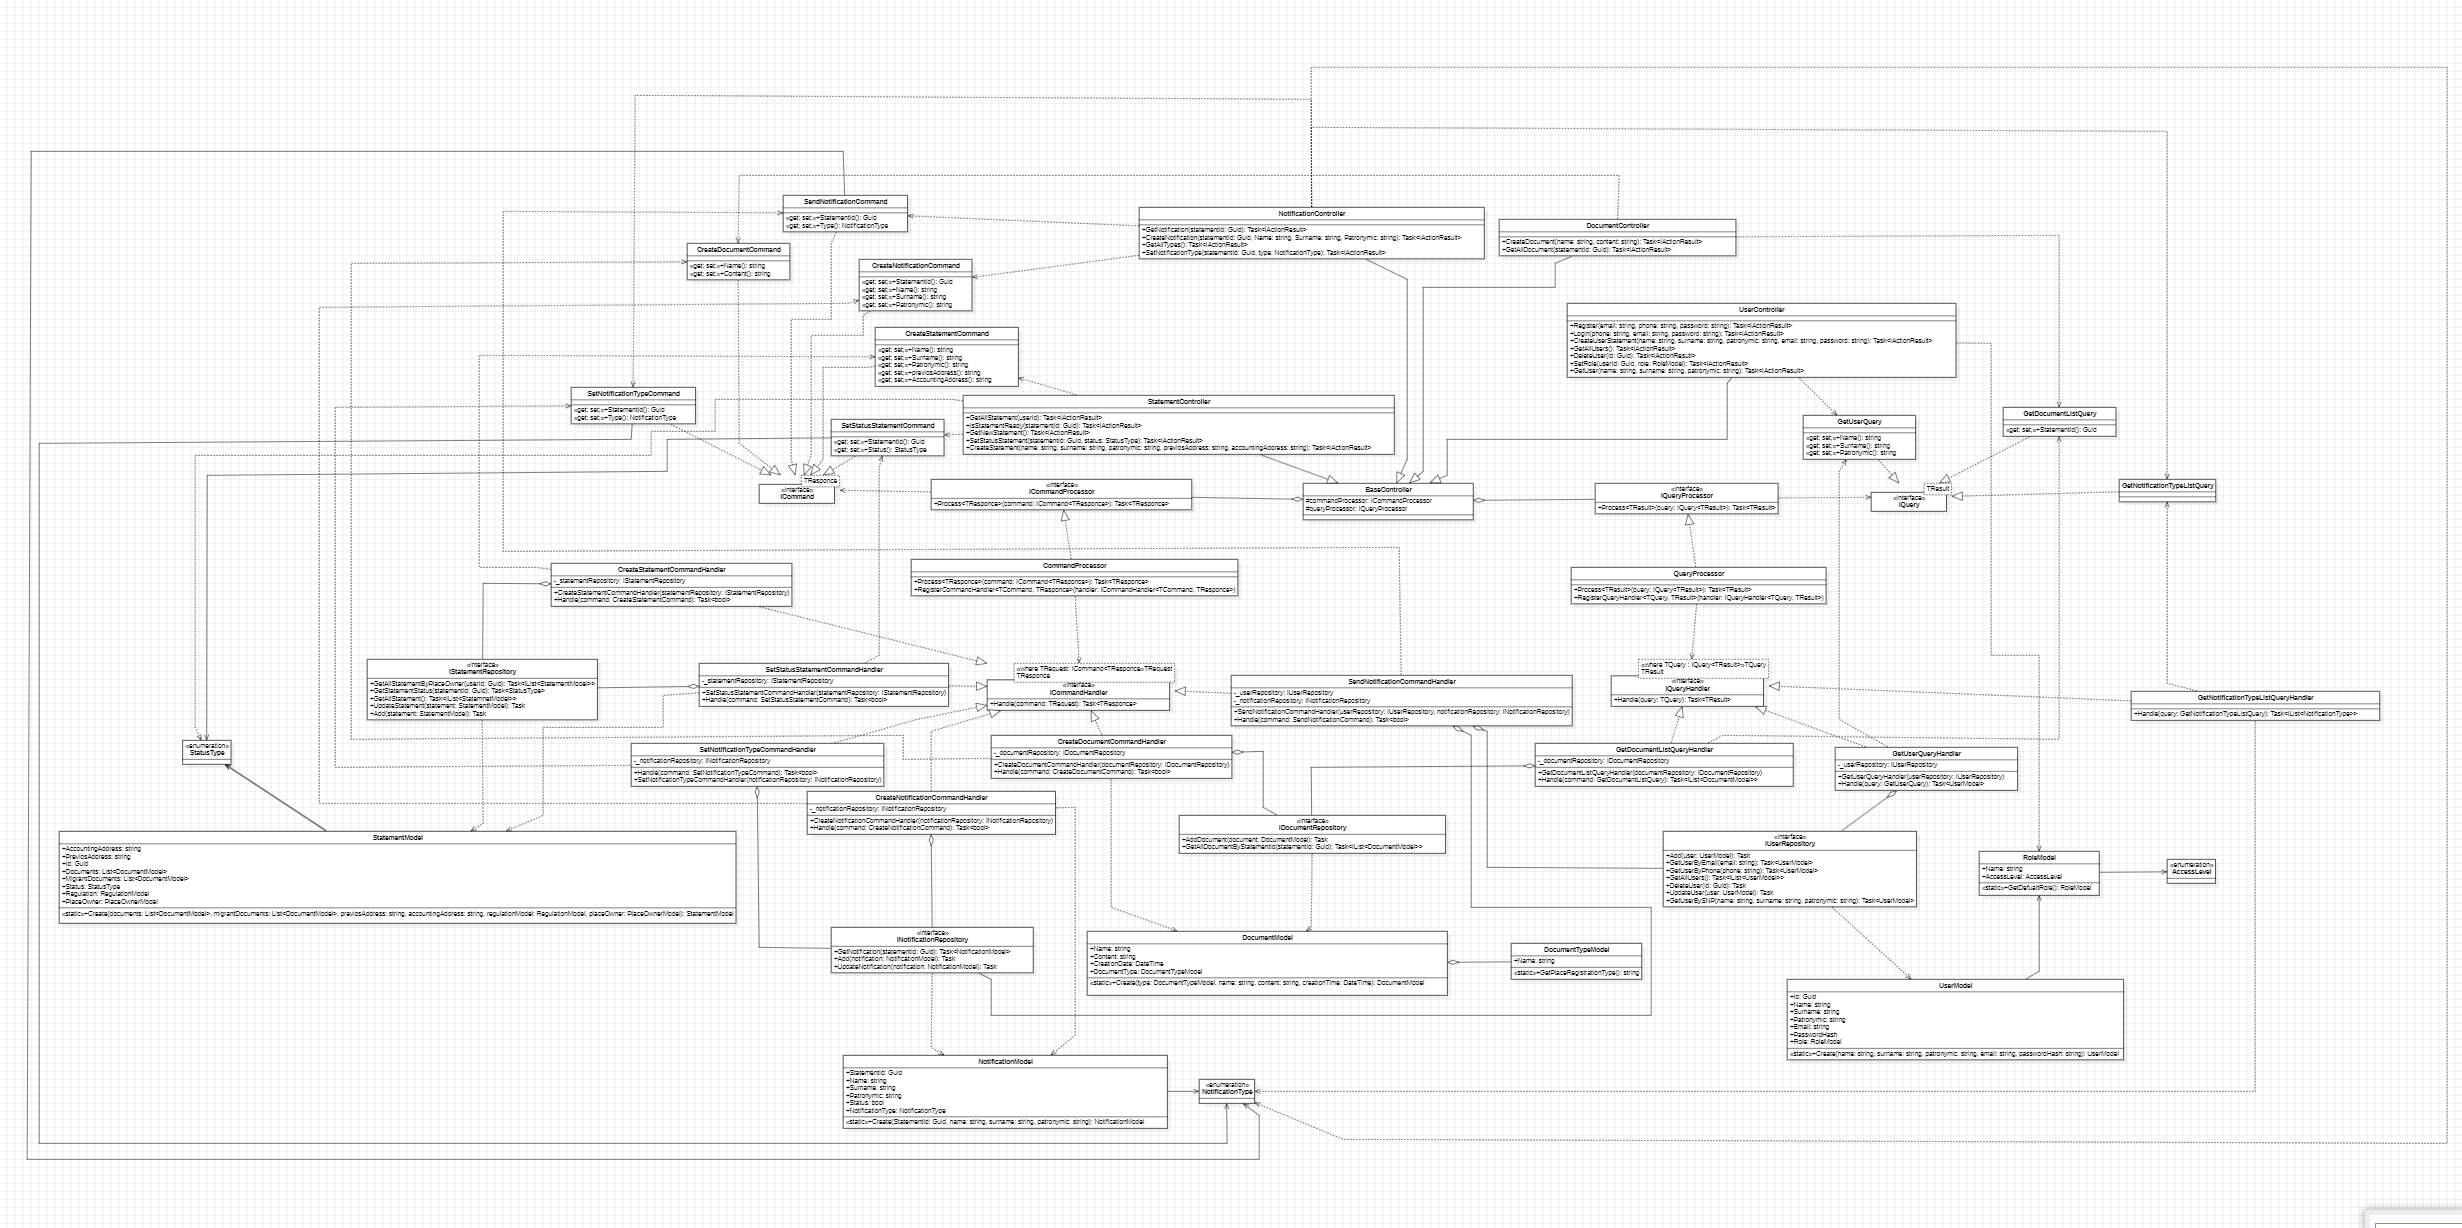 SendNotificationCommand
«get; set;»+StatementId(): Guid
«get; set;»+Type(): NotificationType
CreateDocumentCommand
«get; set;»+Name(): string
«get; set;»+Content(): string
CreateNotificationCommand
«get; set;»+StatementId(): Guid
«get; set;»+Name(): string
«get; set;»+Surname(): string
«get; set;»+Patronymic(): string
NotificationController
+GetNotification(statementId: Guid): Task<IActionResult>
+CreateNotification(statementId: Guid, Name: string, Surname: string, Patronymic: string): Task<IActionResult>
+GetAllTypes(): Task<IActionResult>
+SetNotificationType(statementId: Guid, type: NotificationType): Task<IActionResult>
DocumentController
+CreateDocument(name: string, content: string): Task<IActionResult>
+GetAllDocument(statementId: Guid): Task<IActionResult>
UserController
+Register(email: string, phone: string, password: string): Task<IActionResult>
+Login(phone: string, email: string, password: string): Task<IActionResult>
+CreateUserStatement(name: string, surname: string, patronymic: string, email: string, password: string): Task<IActionResult>
+GetAllUsers(): Task<IActionResult>
+DeleteUser(id: Guid): Task<IActionResult>
+SetRole(userId: Guid, role: RoleModel): Task<IActionResult>
+GetUser(name: string, surname: string, patronymic: string): Task<IActionResult>
CreateStatementCommand
«get; set;»+Name(): string
«get; set;»+Surname(): string
«get; set;»+Patronymic(): string
«get; set;»+previosAddress(): string
«get; set;»+AccountingAddress(): string
SetNotificationTypeCommand
«get; set;»+StatementId(): Guid
«get; set;»+Type(): NotificationType
SetStatusStatementCommand
«get; set;»+StatementId(): Guid
«get; set;»+Status(): StatusType
StatementController
+GetAllStatement(userId): Task<IActionResult>
+IsStatementReady(statementId: Guid): Task<IActionResult>
+GetNewStatement(): Task<IActionResult>
+SetStatusStatement(statementId: Guid, status: StatusType): Task<IActionResult>
+CreateStatement(name: string, surname: string, patronymic: string, previosAddress: string, accountingAddress: string): Task<IActionResult>
GetUserQuery
«get; set;»+Name(): string
«get; set;»+Surname(): string
«get; set;»+Patronymic(): string
GetDocumentListQuery
«get; set;»+StatementId(): Guid
GetNotificationTypeListQuery
TResponce
«interface»
ICommand
«interface»
ICommandProcessor
+Process<TResponce>(command: ICommand<TResponce>): Task<TResponce>
BaseController
#commandProcessor: ICommandProcessor
#queryProcessor: IQueryProcessor
«interface»
IQueryProcessor
+Process<TResult>(query: IQuery<TResult>): Task<TResult>
TResult
«interface»
IQuery
CreateStatementCommandHandler
-_statementRepository: IStatementRepository
+CreateStatementCommandHandler(statementRepository: IStatementRepository)
+Handle(command: CreateStatementCommand): Task<bool>
CommandProcessor
+Process<TResponce>(command: ICommand<TResponce>): Task<TResponce>
+RegisterCommandHandler<TCommand, TResponce>(handler: ICommandHandler<TCommand, TResponce>)
QueryProcessor
+Process<TResult>(query: IQuery<TResult>): Task<TResult>
+RegisterQueryHandler<TQuery, TResult>(handler: IQueryHandler<TQuery, TResult>)
«interface»
IStatementRepository
+GetAllStatementByPlaceOwner(userId: Guid): Task<IList<StatementModel>>
+GetStatementStatus(statementId: Guid): Task<StatusType>
+GetAllStatement(): Task<IList<StatemnetModel>>
+UpdateStatement(statement: StatementModel): Task
+Add(statement: StatementModel): Task
SetStatusStatementCommandHandler
-_statementRepository: IStatementRepository
+SetStatusStatementCommandHandler(statementRepository: IStatementRepository)
+Handle(command: SetStatusStatementCommand): Task<bool>
«where TRequest: ICommand<TResponce»TRequest
TResponce
«interface»
ICommandHandler
+Handle(command: TRequest): Task<TResponce>
SendNotificationCommandHandler
-_userRepository: IUserRepository
-_notificationRepository: INotificationRepository
+SendNotificationCommandHandler(userRepository: IUserRepository, notificationRepository: INotificationRepository)
+Handle(command: SendNotificationCommand): Task<bool>
«where TQuery : IQuery<TResult>»TQuery
TResult
«interface»
IQueryHandler
+Handle(query: TQuery): Task<TResult>
GetNotificationTypeListQueryHandler
+Handle(query: GetNotificationTypeListQuery): Task<IList<NotificationType>>
«enumeration»
StatusType
SetNotificationTypeCommandHandler
-_notificationRepository: INotificationRepository
+Handle(command: SetNotificationTypeCommand): Task<bool>
+SetNotificationTypeCommandHandler(notificationRepository: INotificationRepository)
CreateDocumentCommandHandler
-_documentRepository: IDocumentRepository
+CreateDocumentCommandHandler(documentRepository: IDocumentRepository)
+Handle(command: CreateDocumentCommand): Task<bool>
GetDocumentListQueryHandler
-_documentRepository: IDocumentRepository
+GetDocumentListQueryHandler(documentRepository: IDocumentRepository)
+Handle(command: GetDocumentListQuery): Task<IList<DocumentModel>>
GetUserQueryHandler
-_userRepository: IUserRepository
+GetUserQueryHandler(userRepository: IUserRepository)
+Handle(query: GetUserQuery): Task<UserModel>
CreateNotificationCommandHandler
-_notificationRepository: INotificationRepository
+CreateNotificationCommandHandler(notificationRepository: INotificationRepository)
+Handle(command: CreateNotificationCommand): Task<bool>
«interface»
IDocumentRepository
+AddDocument(document: DocumentModel): Task
+GetAllDocumentByStatementId(statementId: Guid): Task<IList<DocumentModel>>
StatementModel
+AccountingAddress: string
+PreviosAddress: string
+Id: Guid
+Documents: List<DocumentModel>
+MigrantDocuments: List<DocumentModel>
+Status: StatusType
+Regulation: RegulationModel
+PlaceOwner: PlaceOwnerModel
«static»+Create(documents: List<DocumentModel>, migrantDocuments: List<DocumentModel>, previosAddress: string, accountingAddress: string, regulationModel: RegulationModel, placeOwner: PlaceOwnerModel): StatementModel
«interface»
IUserRepository
+Add(user: UserModel): Task
+GetUserByEmail(email: string): Task<UserModel>
+GetUserByPhone(phone: string): Task<UserModel>
+GetAllUsers(): Task<IList<UserModel>>
+DeleteUser(id: Guid): Task
+UpdateUser(user: UserModel): Task
+GetUserBySNP(name: string, surname: string, patronymic: string): Task<UserModel>
RoleModel
+Name: string
+AccessLevel: AccessLevel
«static»+GetDefualtRole(): RoleModel
«enumeration»
AccessLevel
«interface»
INotificationRepository
+GetNotification(statementId: Guid): Task<NotificationModel>
+Add(notification: NotificationModel): Task
+UpdateNotification(notification: NotificationModel): Task
DocumentModel
+Name: string
+Content: string
+CreationDate: DateTime
+DocumentType: DocumentTypeModel
«static»+Create(type: DocumentTypeModel, name: string, content: string, creationTime: DateTime): DocumentModel
DocumentTypeModel
+Name: string
«static»+GetPlaceRegistrationType(): string
UserModel
+Id: Guid
+Name: string
+Surname: string
+Patronymic: string
+Email: string
+PasswordHash
+Role: RoleModel
«static»+Create(name: string, surname: string, patronymic: string, email: string, passwordHash: string): UserModel
NotificationModel
+StatementId: Guid
+Name: string
+Surname: string
+Patronymic: string
+Status: bool
+NotificationType: NotificationType
«static»+Create(StatementId: Guid, name: string, surname: string, patronymic: string): NotificationModel
«enumeration»
NotificationType